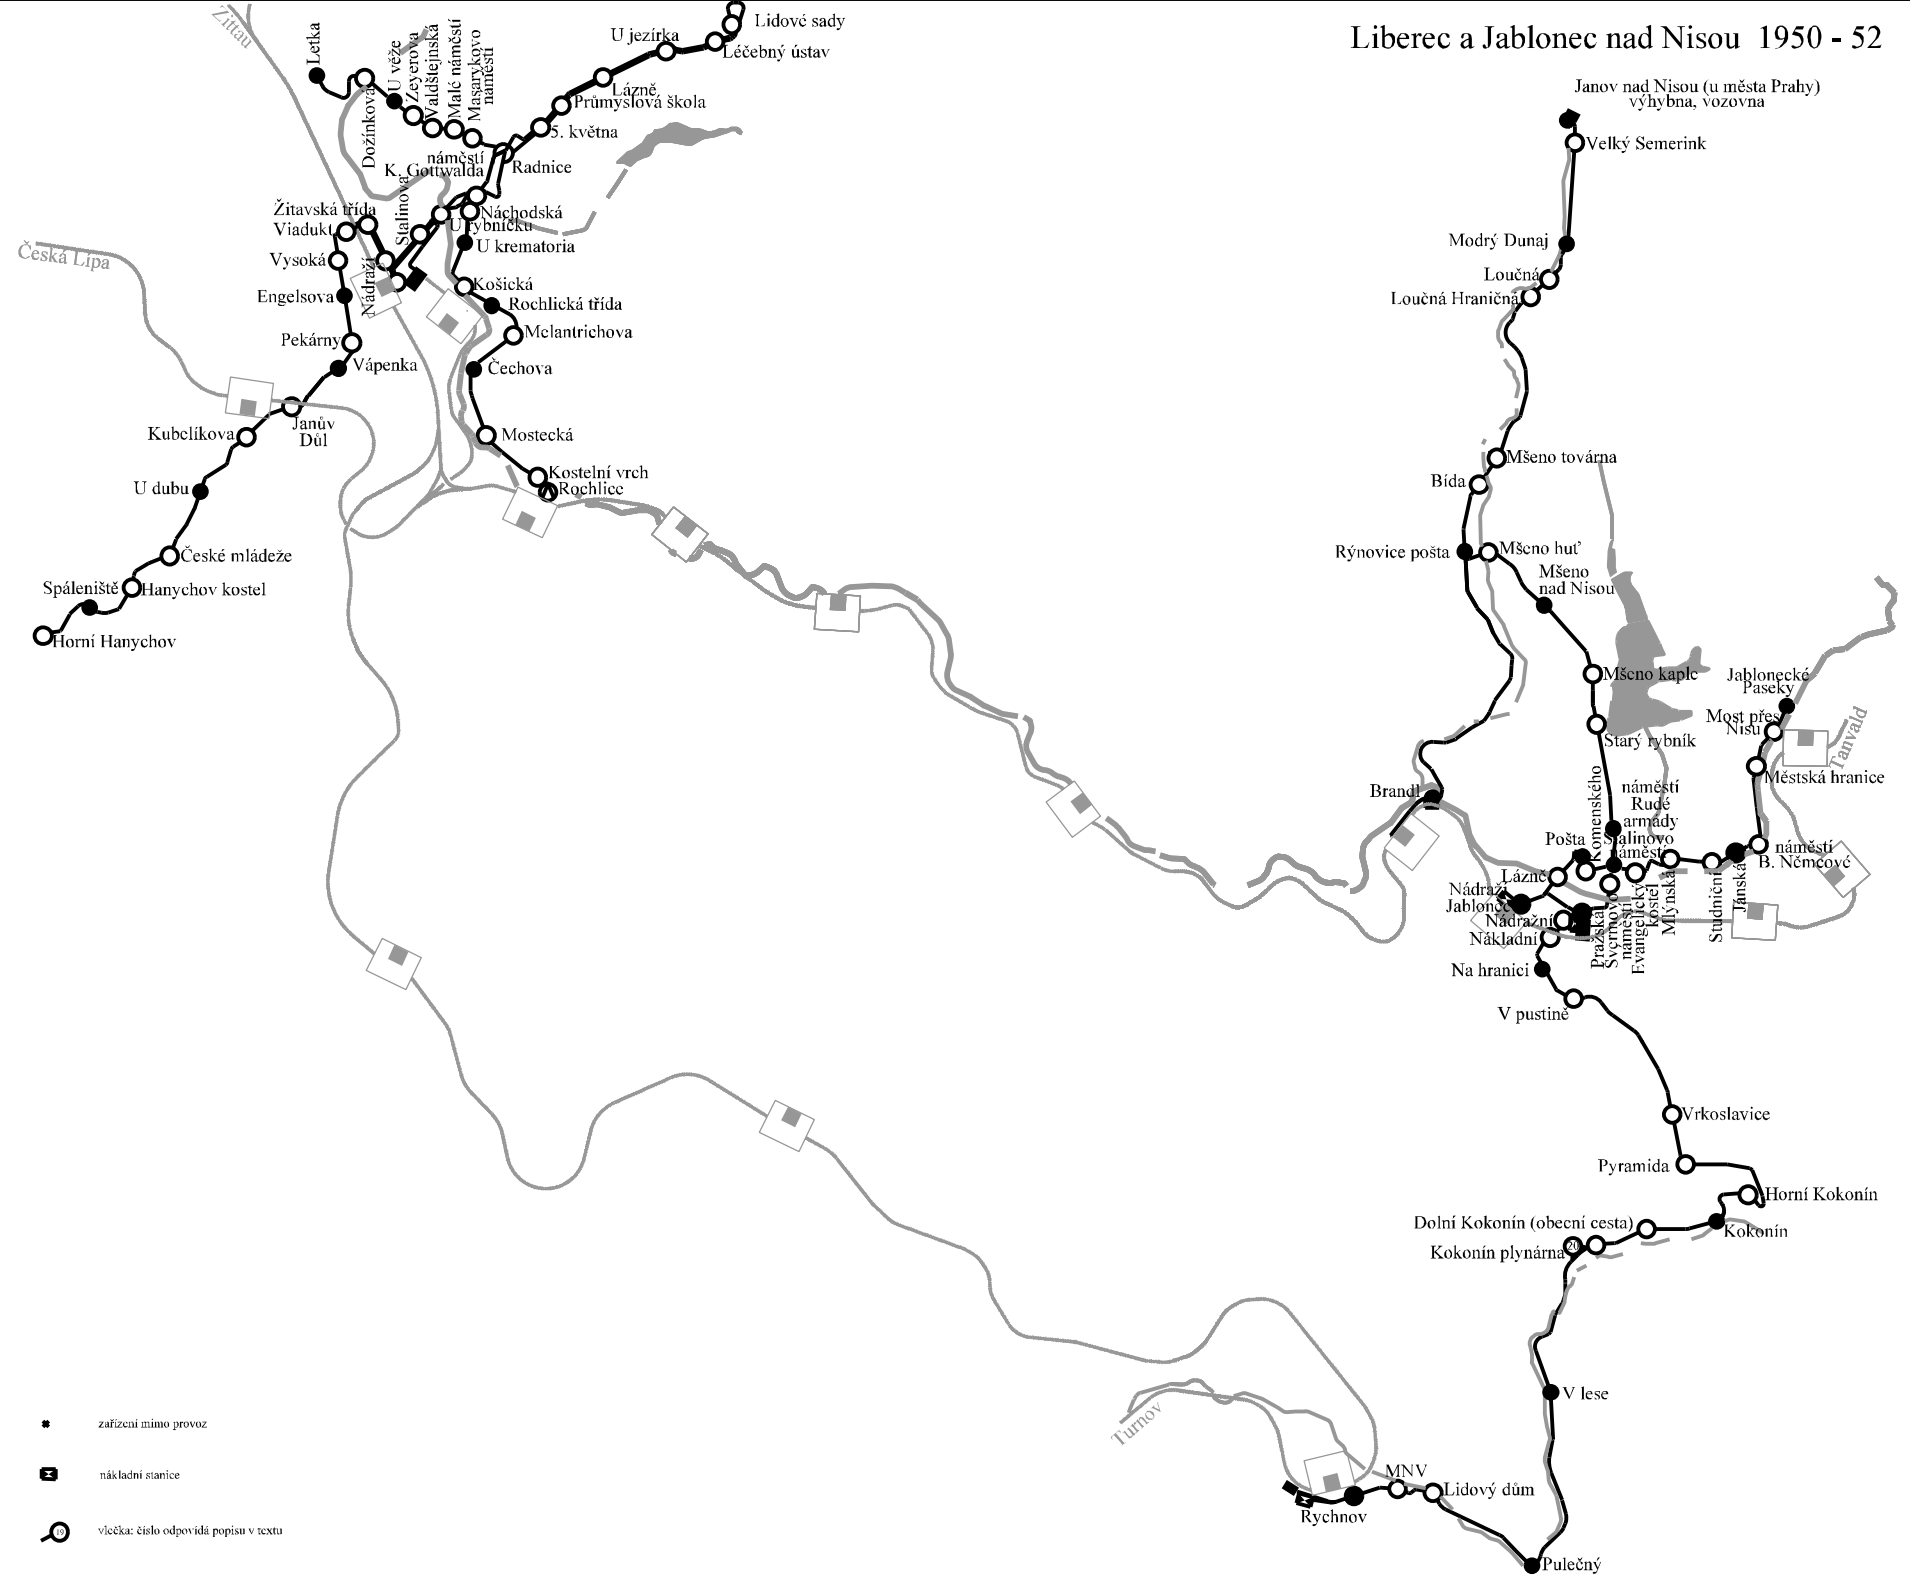 Liberec a Jablonec nad Nisou 1950 - 52
Zittau
Letka
Dožínkova
U věže
Zeyerova
Valdštejnská
Malé náměstí
Masarykovo
náměstí
U jezírka
Lidové sady
Léčebný ústav
Lázně
Průmyslová škola
5. května
Radnice
náměstí
K. Gottwalda
Stalinova
Žitavská třída
Viadukt
Vysoká
Engelsova
Nádraží
Pekárny
Vápenka
Náchodská
U rybníčku
U krematoria
Košická
Rochlická třída
Melantrichova
Čechova
Mostecká
Kostelní vrch
Rochlice
Česká Lípa
Janův
Důl
Kubelíkova
U dubu
České mládeže
Spáleniště
Hanychov kostel
Horní Hanychov
Janov nad Nisou (u města Prahy)
výhybna, vozovna
Velký Semerink
Modrý Dunaj
Loučná
Loučná Hraničná
Mšeno továrna
Bída
Rýnovice pošta
Mšeno huť
Mšeno
nad Nisou
Mšeno kaple
Starý rybník
Jablonecké
Paseky
Most přes
Nisu
Tanvald
Městská hranice
Brandl
Komenského
náměstí
Rudé
armády
Stalinovo
náměstí
Pošta
Lázně
Nádraží
Jablonec
Nádražní
Nákladní
Na hranici
V pustině
Pražská
Švermovo
náměstí
Evangelický
kostel
Mlýnská
Studniční
Jánská
náměstí
B. Němcové
Vrkoslavice
Pyramida
Horní Kokonín
Dolní Kokonín (obecní cesta)
Kokonín
Kokonín plynárna
20
V lese
Turnov
MNV
Lidový dům
Rychnov
Pulečný
zařízení mimo provoz
nákladní stanice
19
vlečka: číslo odpovídá popisu v textu